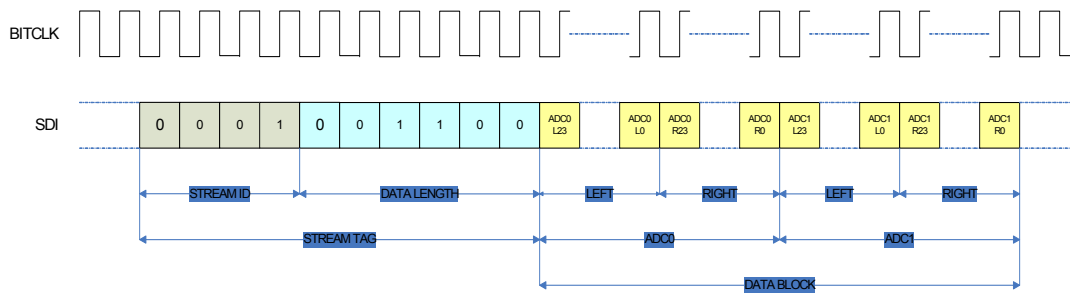 BITCLK
SDI
0 0 0 1 0 0 1 1 0 0
ADC0 L23
ADC0 L0
ADC0 R23
ADC0 R0
ADC1 L23
ADC1 L0
ADC1 R23
ADC1 R0
STREAM ID DATA LENGTH LEFT RIGHT LEFT RIGHT
STREAM TAG ADC0 ADC1
DATA BLOCK